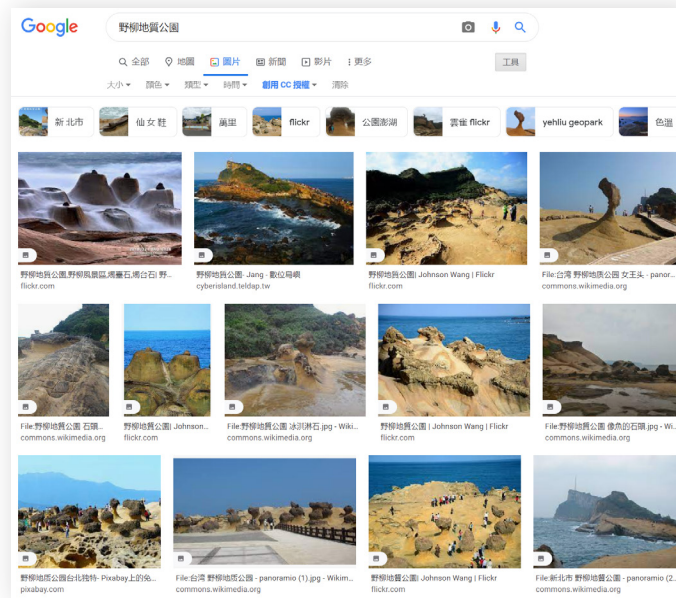 Google
野柳地質公園
全部 地圖 圖片 新聞 影片 更多 工具
大小 顏色 類型 時間 創用 CC 授權 清除
新北市 仙女鞋 萬里 flickr 公園澎湖 雲雀 flickr yehliu geopark 色溫
野柳地質公園,野柳風景區,燭臺石,燭台石| 野...
flickr.com
野柳地質公園- Jang - 數位島嶼
cyberisland.teldap.tw
野柳地質公園| Johnson Wang | Flickr
flickr.com
File:台湾 野柳地质公园 女王头 - panor...
commons.wikimedia.org
File:野柳地質公園 石頭...
commons.wikimedia.org
野柳地質公園| Johnson...
flickr.com
File:野柳地質公園 冰淇淋石.jpg - Wiki...
commons.wikimedia.org
野柳地質公園 | Johnson Wang | Flickr
flickr.com
File:野柳地質公園 像魚的石頭.jpg - Wi...
commons.wikimedia.org
野柳地质公园台北独特- Pixabay上的免...
pixabay.com
File:台湾 野柳地质公园 - panoramio (1).jpg - Wikim...
commons.wikimedia.org
野柳地質公園| Johnson Wang | Flickr
flickr.com
File:新北市 野柳地質公園 - panoramio (2...
commons.wikimedia.org